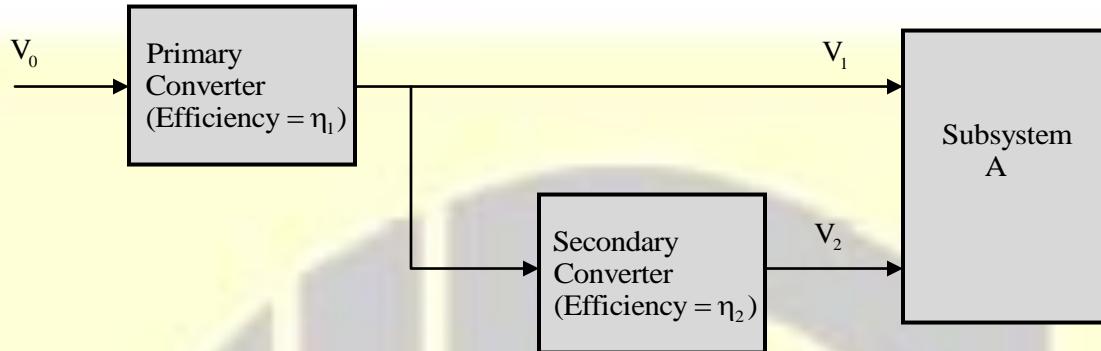 V₀
Primary
Converter
(Efficiency = η₁)
V₁
Subsystem
A
Secondary
Converter
(Efficiency = η₂)
V₂